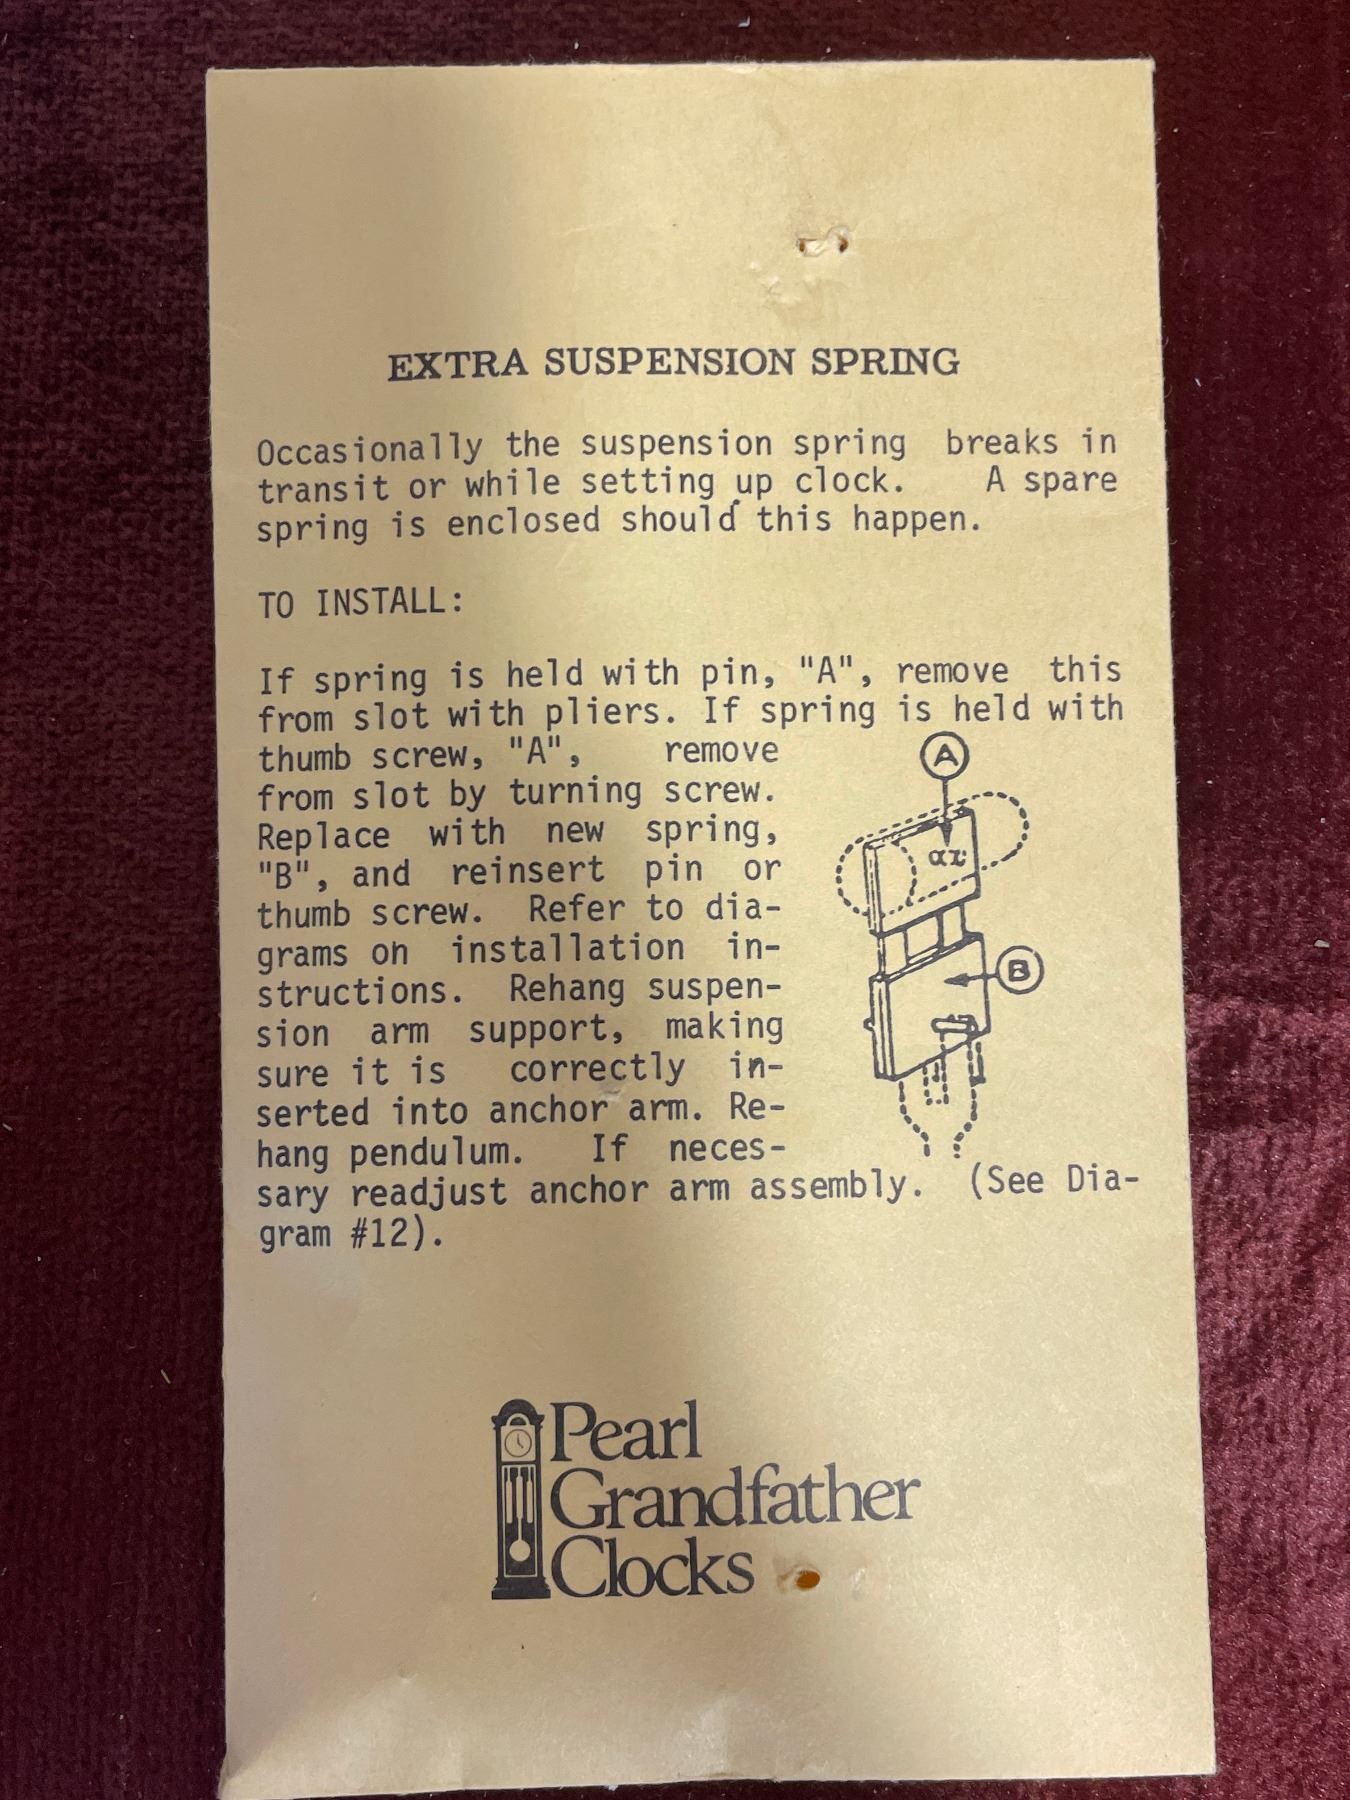 EXTRA SUSPENSION SPRING
Occasionally the suspension spring breaks in
transit or while setting up clock. A spare
spring is enclosed should this happen.
TO INSTALL:
If spring is held with pin, "A", remove this
from slot with pliers. If spring is held with
thumb screw, "A", remove
from slot by turning screw.
Replace with new spring,
"B", and reinsert pin or
thumb screw. Refer to dia-
grams on installation in-
structions. Rehang suspen-
sion arm support, making
sure it is correctly in-
serted into anchor arm. Re-
hang pendulum. If neces-
sary readjust anchor arm assembly. (See Dia-
gram #12).
A
B
Pearl
Grandfather
Clocks